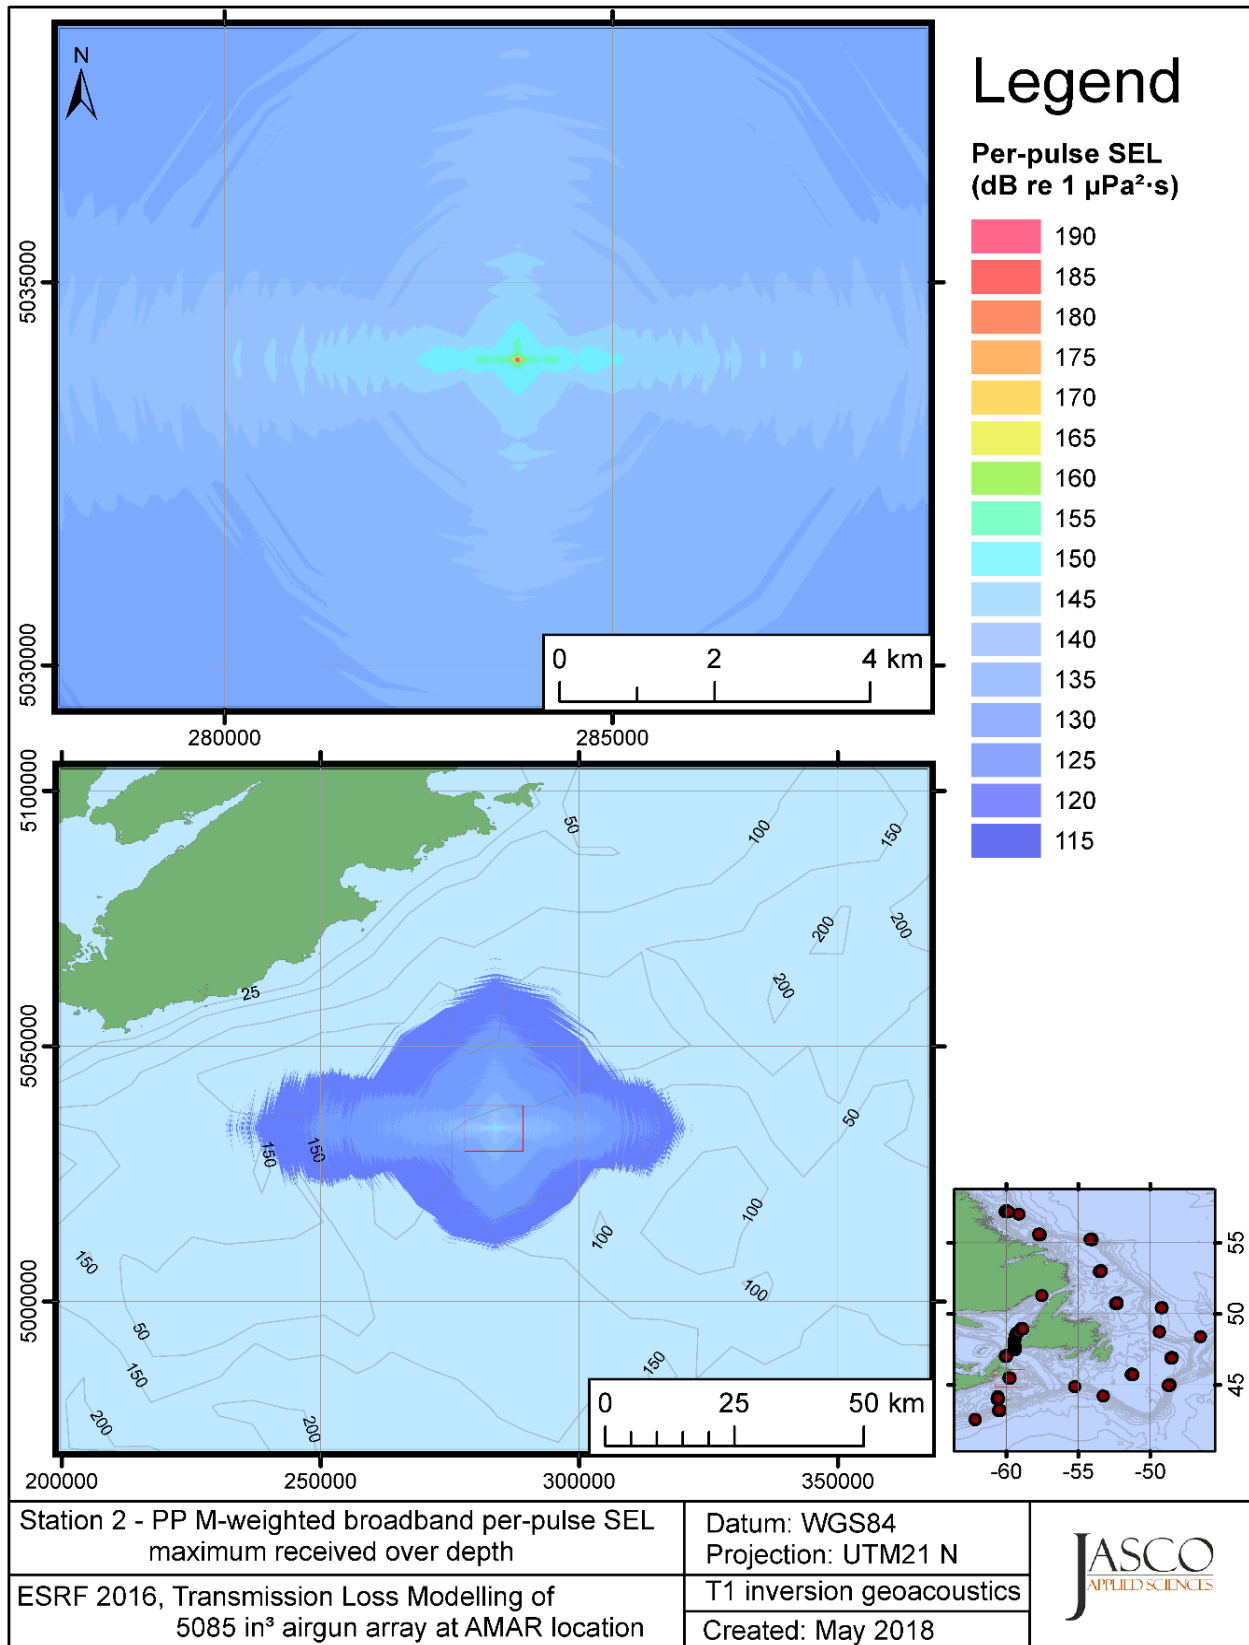 N
5035000
5030000
0 2 4 km
280000 285000
Legend
Per-pulse SEL
(dB re 1 µPa²·s)
190
185
180
175
170
165
160
155
150
145
140
135
130
125
120
115
5100000
5050000
5000000
50
100
150
200
200
200
25
50
150
150
100
100
100
150
50
150
150
200
200
0 25 50 km
200000 250000 300000 350000
55
50
45
-60 -55 -50
Station 2 - PP M-weighted broadband per-pulse SEL
maximum received over depth
ESRF 2016, Transmission Loss Modelling of
5085 in³ airgun array at AMAR location
Datum: WGS84
Projection: UTM21 N
T1 inversion geoacoustics
Created: May 2018
JASCO
APPLIED SCIENCES